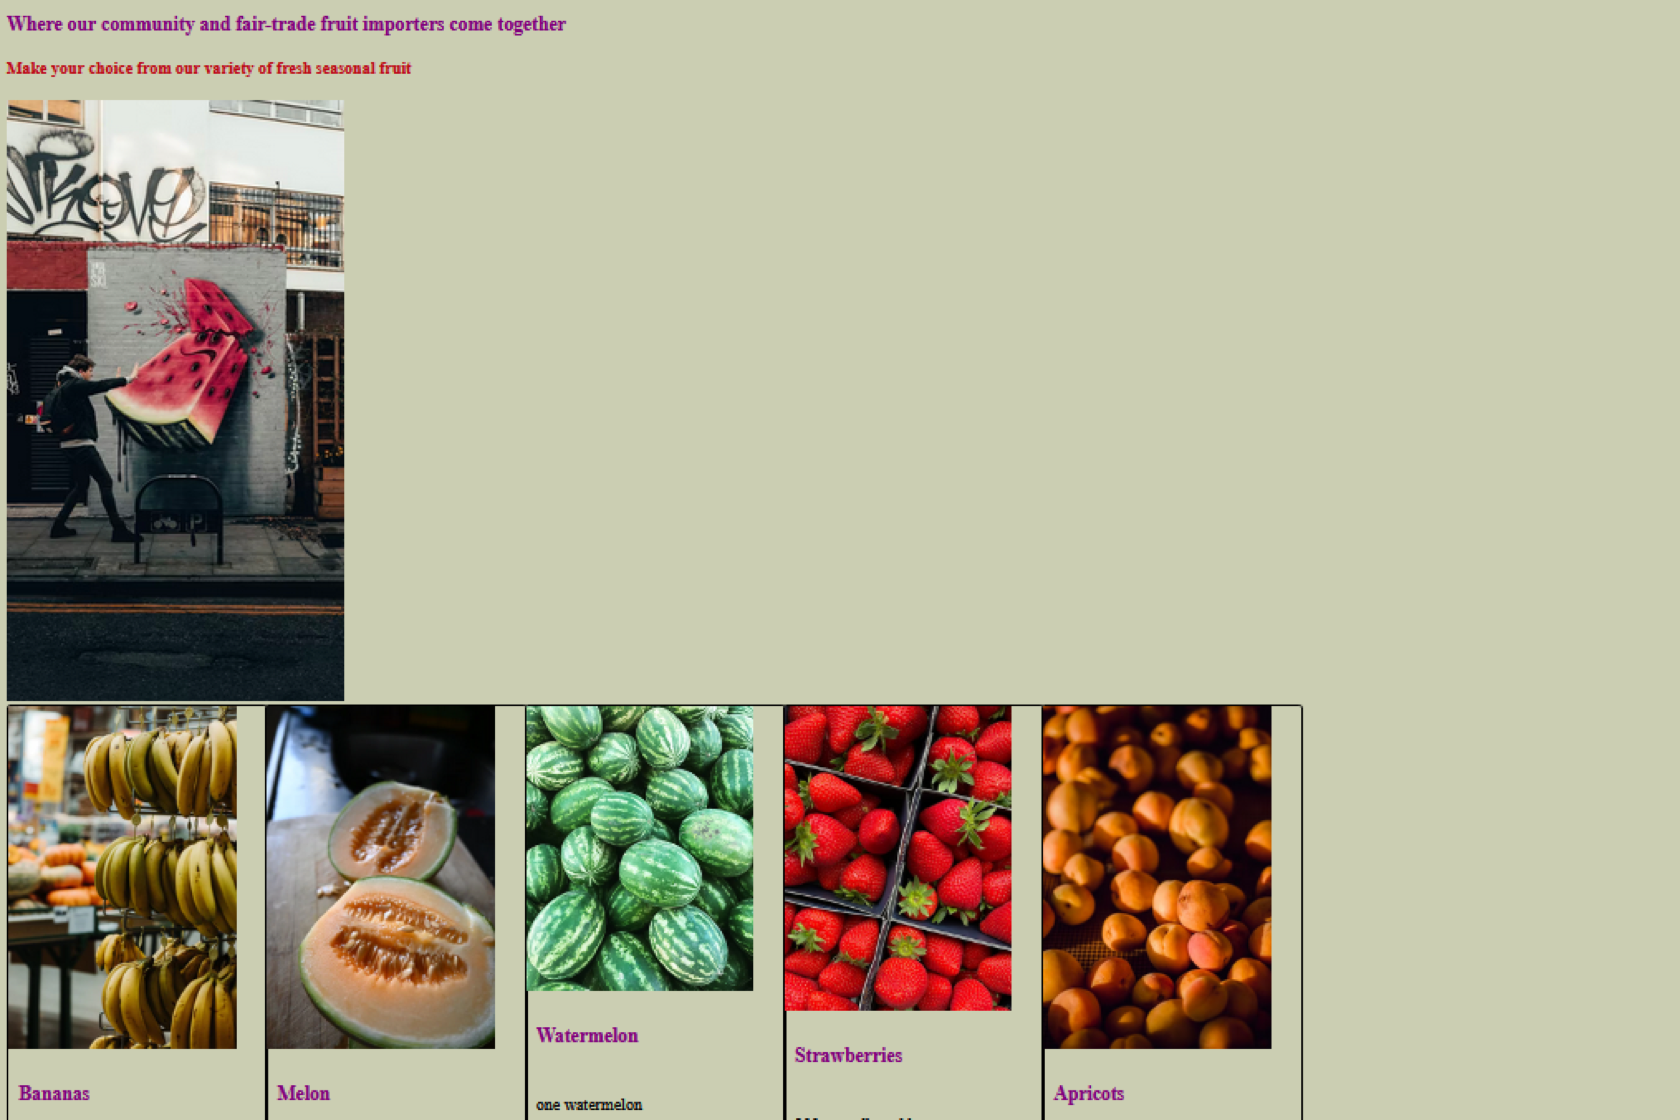 Where our community and fair-trade fruit importers come together
Make your choice from our variety of fresh seasonal fruit
Bananas
Melon
Watermelon
one watermelon
Strawberries
Apricots